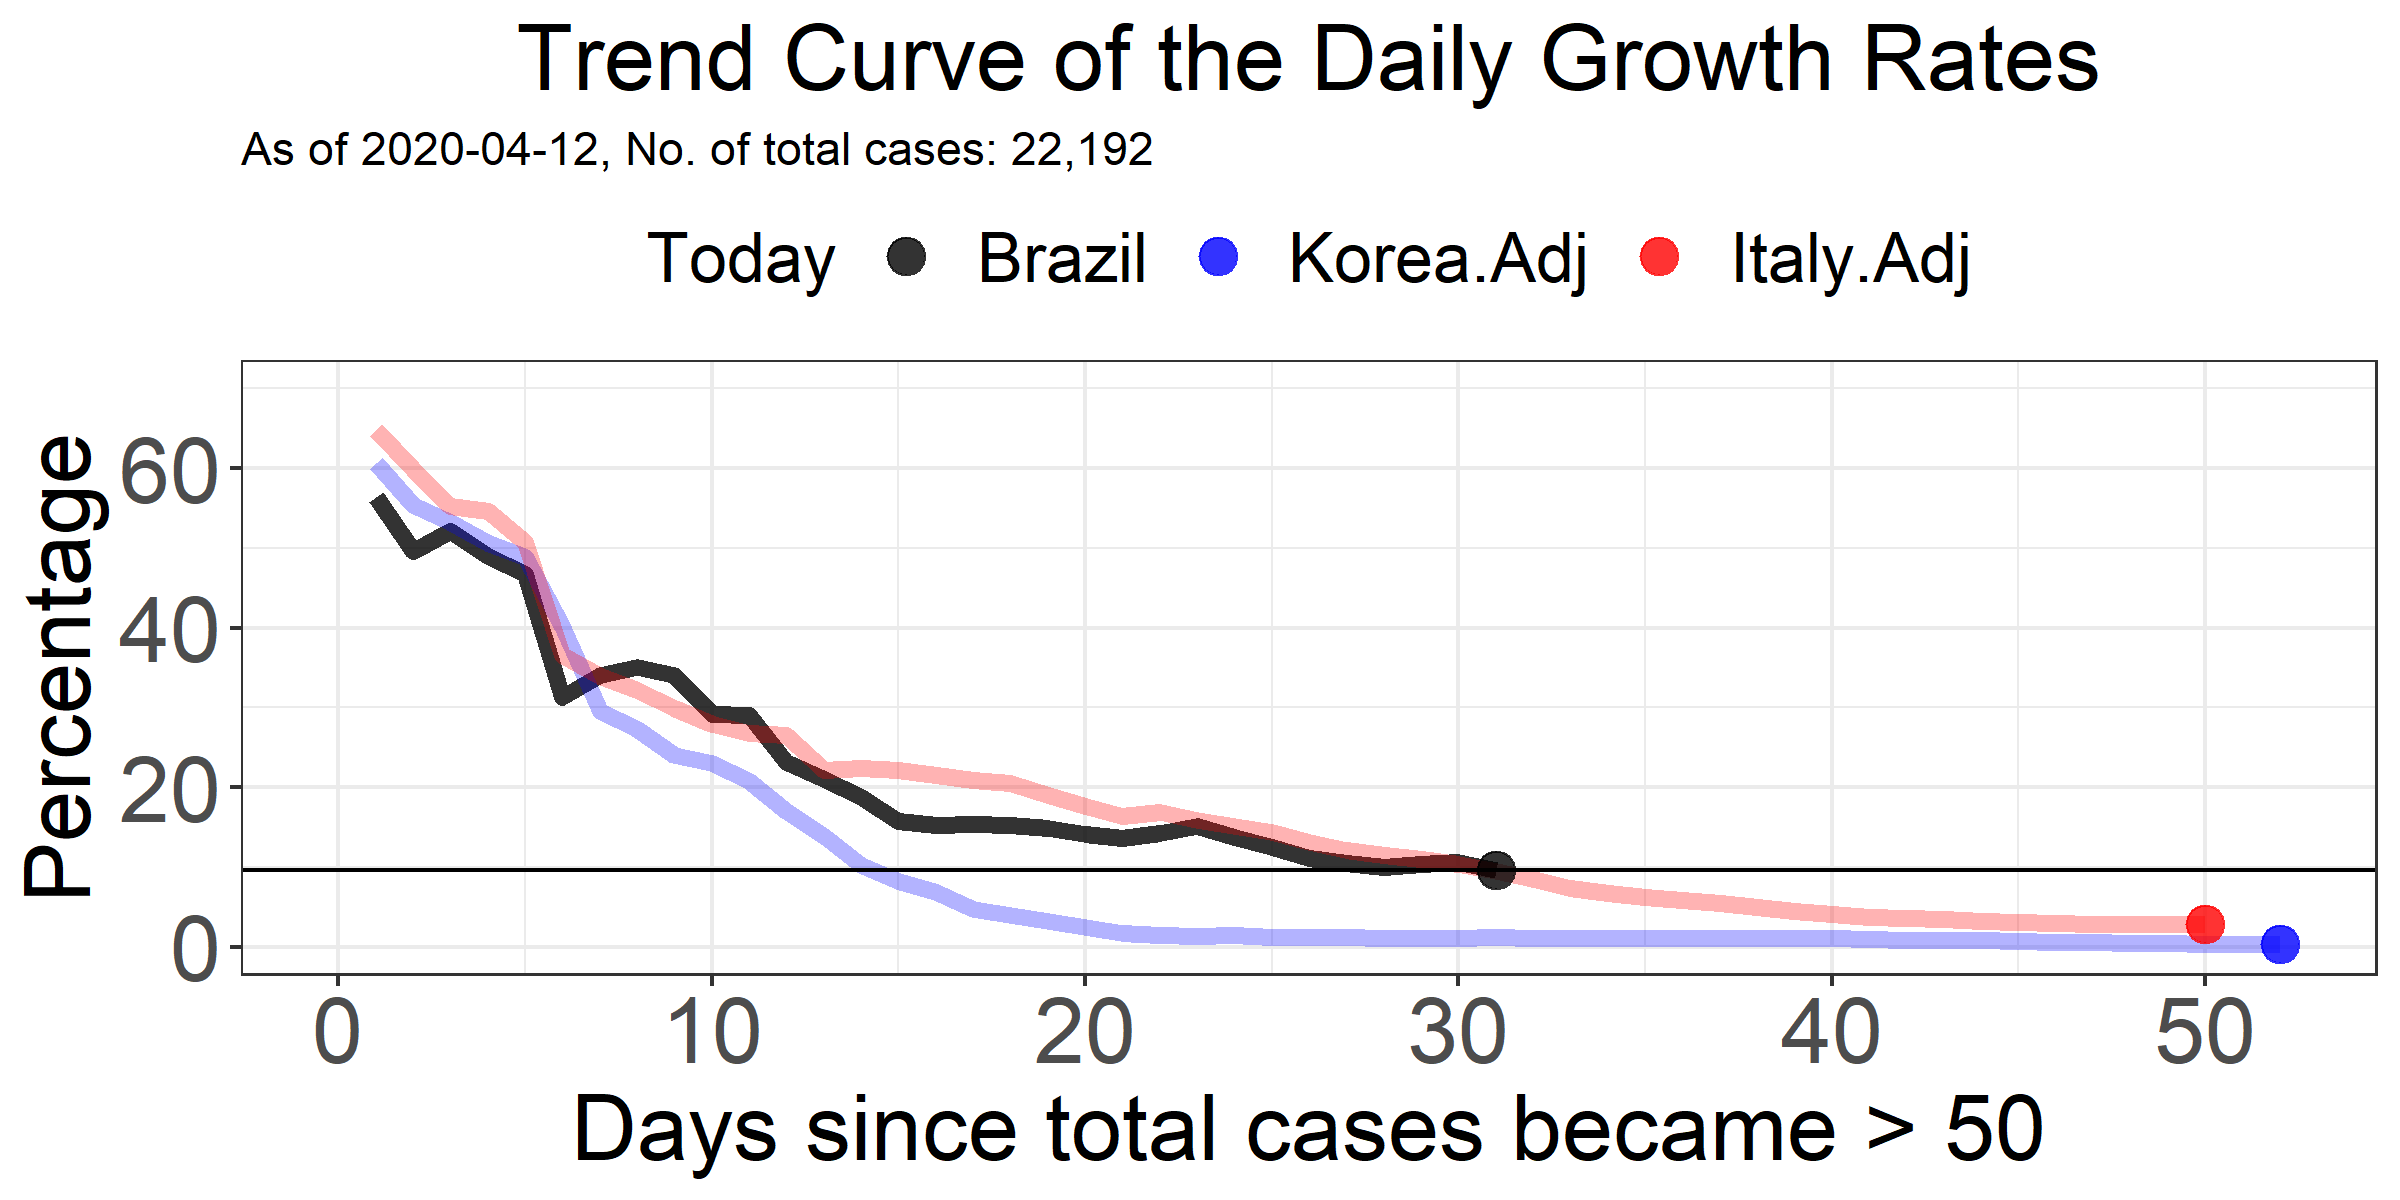 Trend Curve of the Daily Growth Rates
As of 2020-04-12, No. of total cases: 22,192
Today Brazil Korea.Adj Italy.Adj
Percentage
60
40
20
0
0 10 20 30 40 50
Days since total cases became > 50